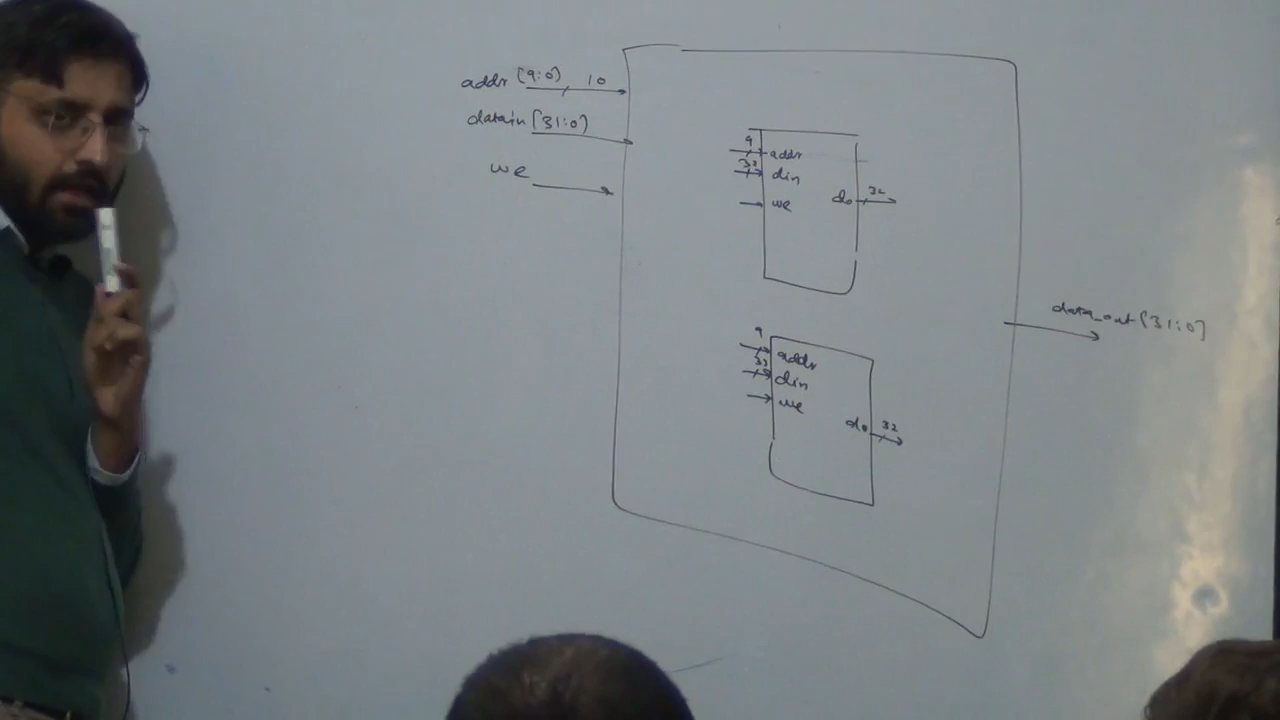 addr [9:0] 10
datain [31:0]
we
9
addr
32
din
we
do 32
9
addr
32
din
we
do 32
data_out [31:0]